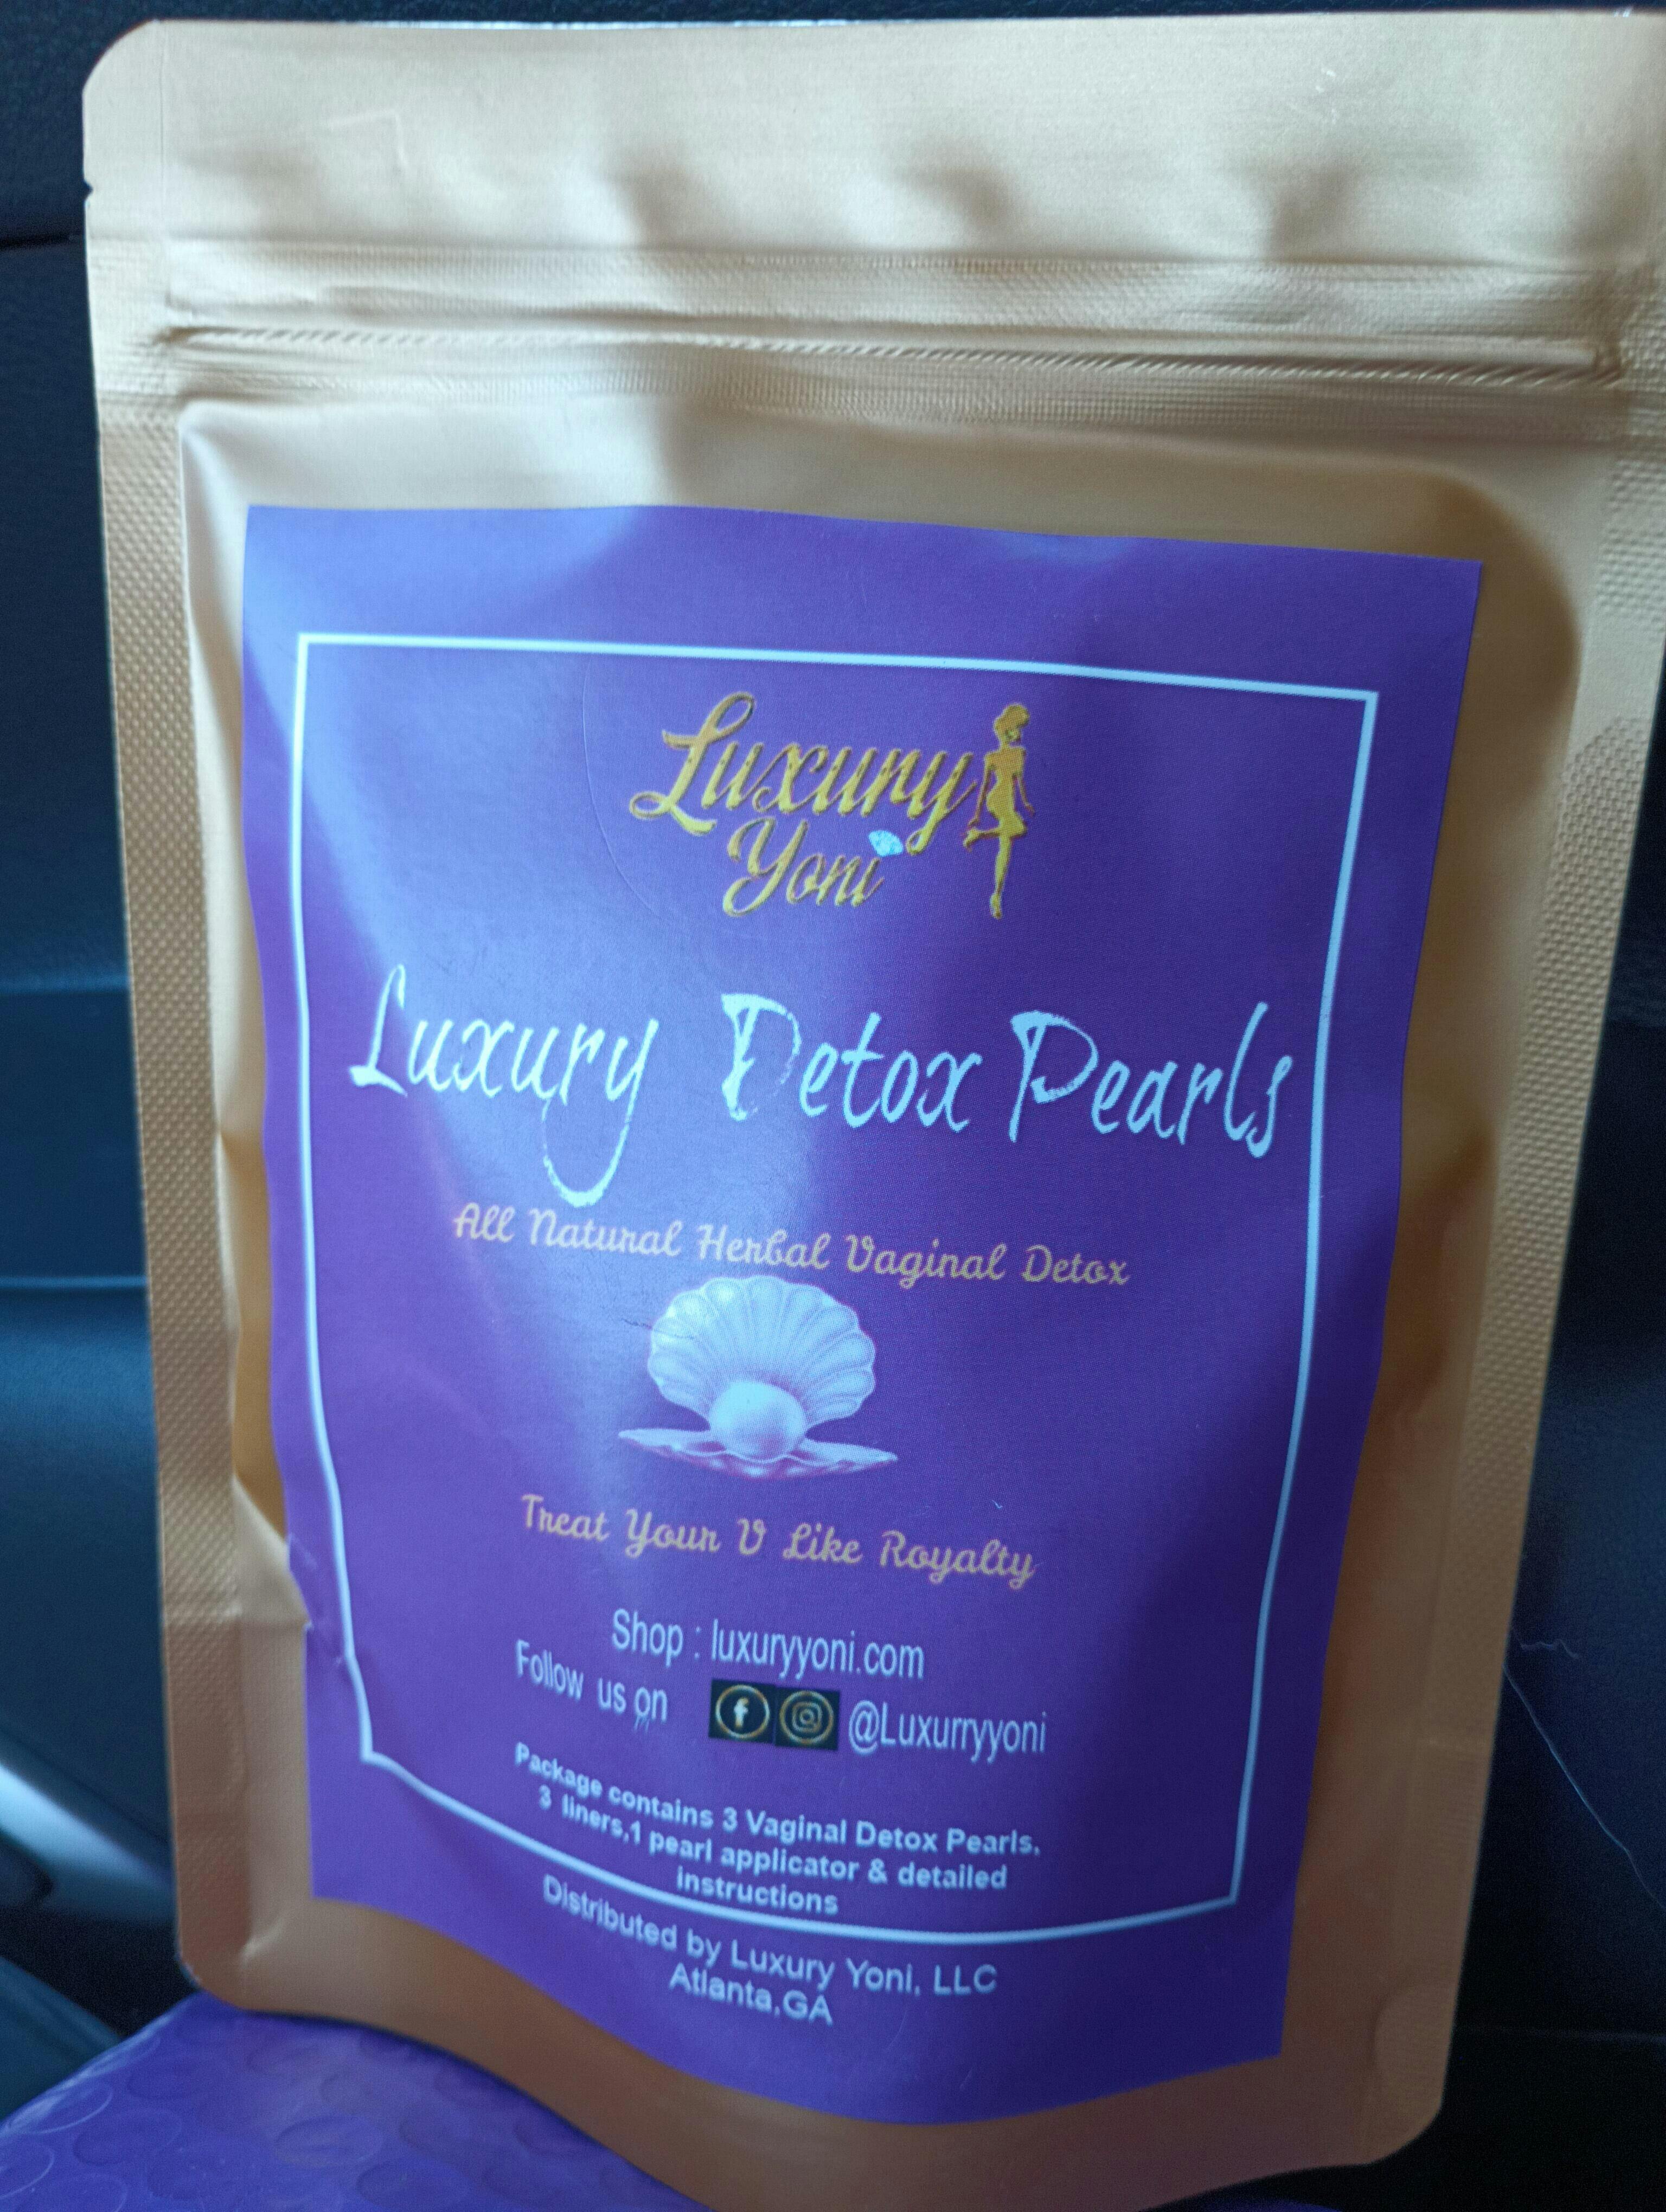 Luxury
Yoni
Luxury Detox Pearls
All Natural Herbal Vaginal Detox
Treat Your V Like Royalty
Shop : luxuryyoni.com
Follow us on f @Luxurryyoni
Package contains 3 Vaginal Detox Pearls,
3 liners,1 pearl applicator & detailed
instructions
Distributed by Luxury Yoni, LLC
Atlanta,GA